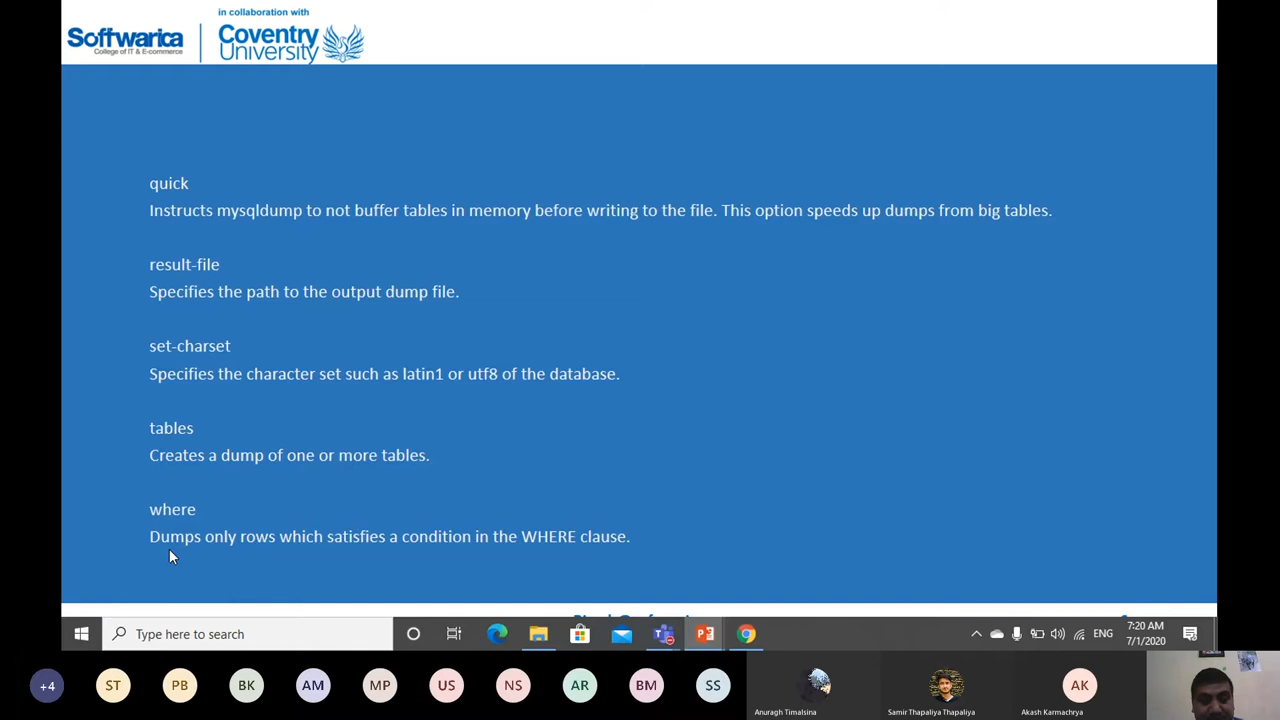 in collaboration with
Softwarica
College of IT & E-commerce
Coventry
University
quick
Instructs mysqldump to not buffer tables in memory before writing to the file. This option speeds up dumps from big tables.
result-file
Specifies the path to the output dump file.
set-charset
Specifies the character set such as latin1 or utf8 of the database.
tables
Creates a dump of one or more tables.
where
Dumps only rows which satisfies a condition in the WHERE clause.
Type here to search
ENG
7:20 AM
7/1/2020
+4
ST
PB
BK
AM
MP
US
NS
AR
BM
SS
AK
Anuragh Timalsina
Samir Thapaliya Thapaliya
Akash Karmachrya